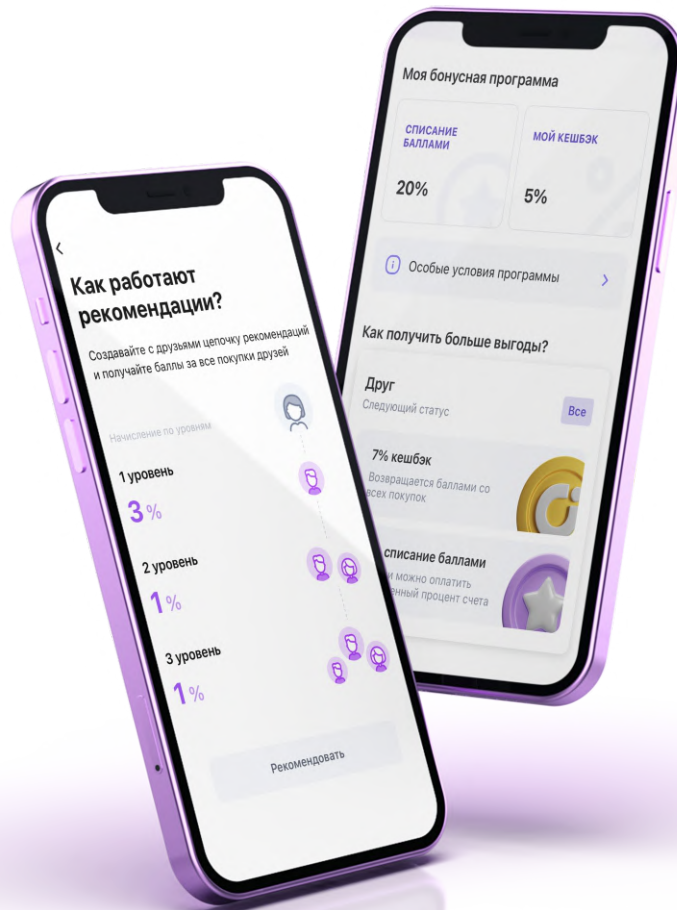 Как работают
рекомендации?
Создавайте с друзьями цепочку рекомендаций
и получайте баллы за все покупки друзей
Начисление по уровням
1 уровень
3 %
2 уровень
1 %
3 уровень
1 %
Рекомендовать
Моя бонусная программа
СПИСАНИЕ
БАЛЛАМИ
20%
МОЙ КЕШБЭК
5%
Особые условия программы
Как получить больше выгоды?
Друг
Следующий статус
Все
7% кешбэк
Возвращается баллами со
всех покупок
списание баллами
можно оплатить
процент счета